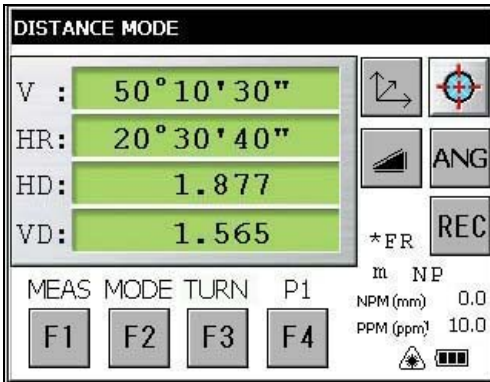 DISTANCE MODE
V : 50°10'30"
HR: 20°30'40"
HD: 1.877
VD: 1.565
ANG
REC
*FR
m NP
MEAS MODE TURN P1
F1 F2 F3 F4
NPM (mm) 0.0
PPM (ppm) 10.0